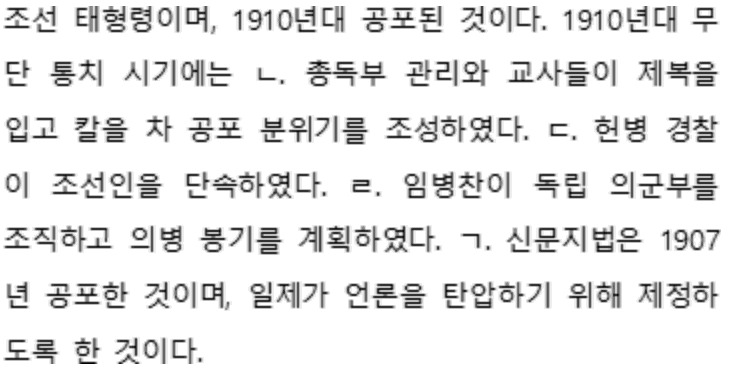 조선 태형령이며, 1910년대 공포된 것이다. 1910년대 무
단 통치 시기에는 ㄴ. 총독부 관리와 교사들이 제복을
입고 칼을 차 공포 분위기를 조성하였다. ㄷ. 헌병 경찰
이 조선인을 단속하였다. ㄹ. 임병찬이 독립 의군부를
조직하고 의병 봉기를 계획하였다. ㄱ. 신문지법은 1907
년 공포한 것이며, 일제가 언론을 탄압하기 위해 제정하
도록 한 것이다.